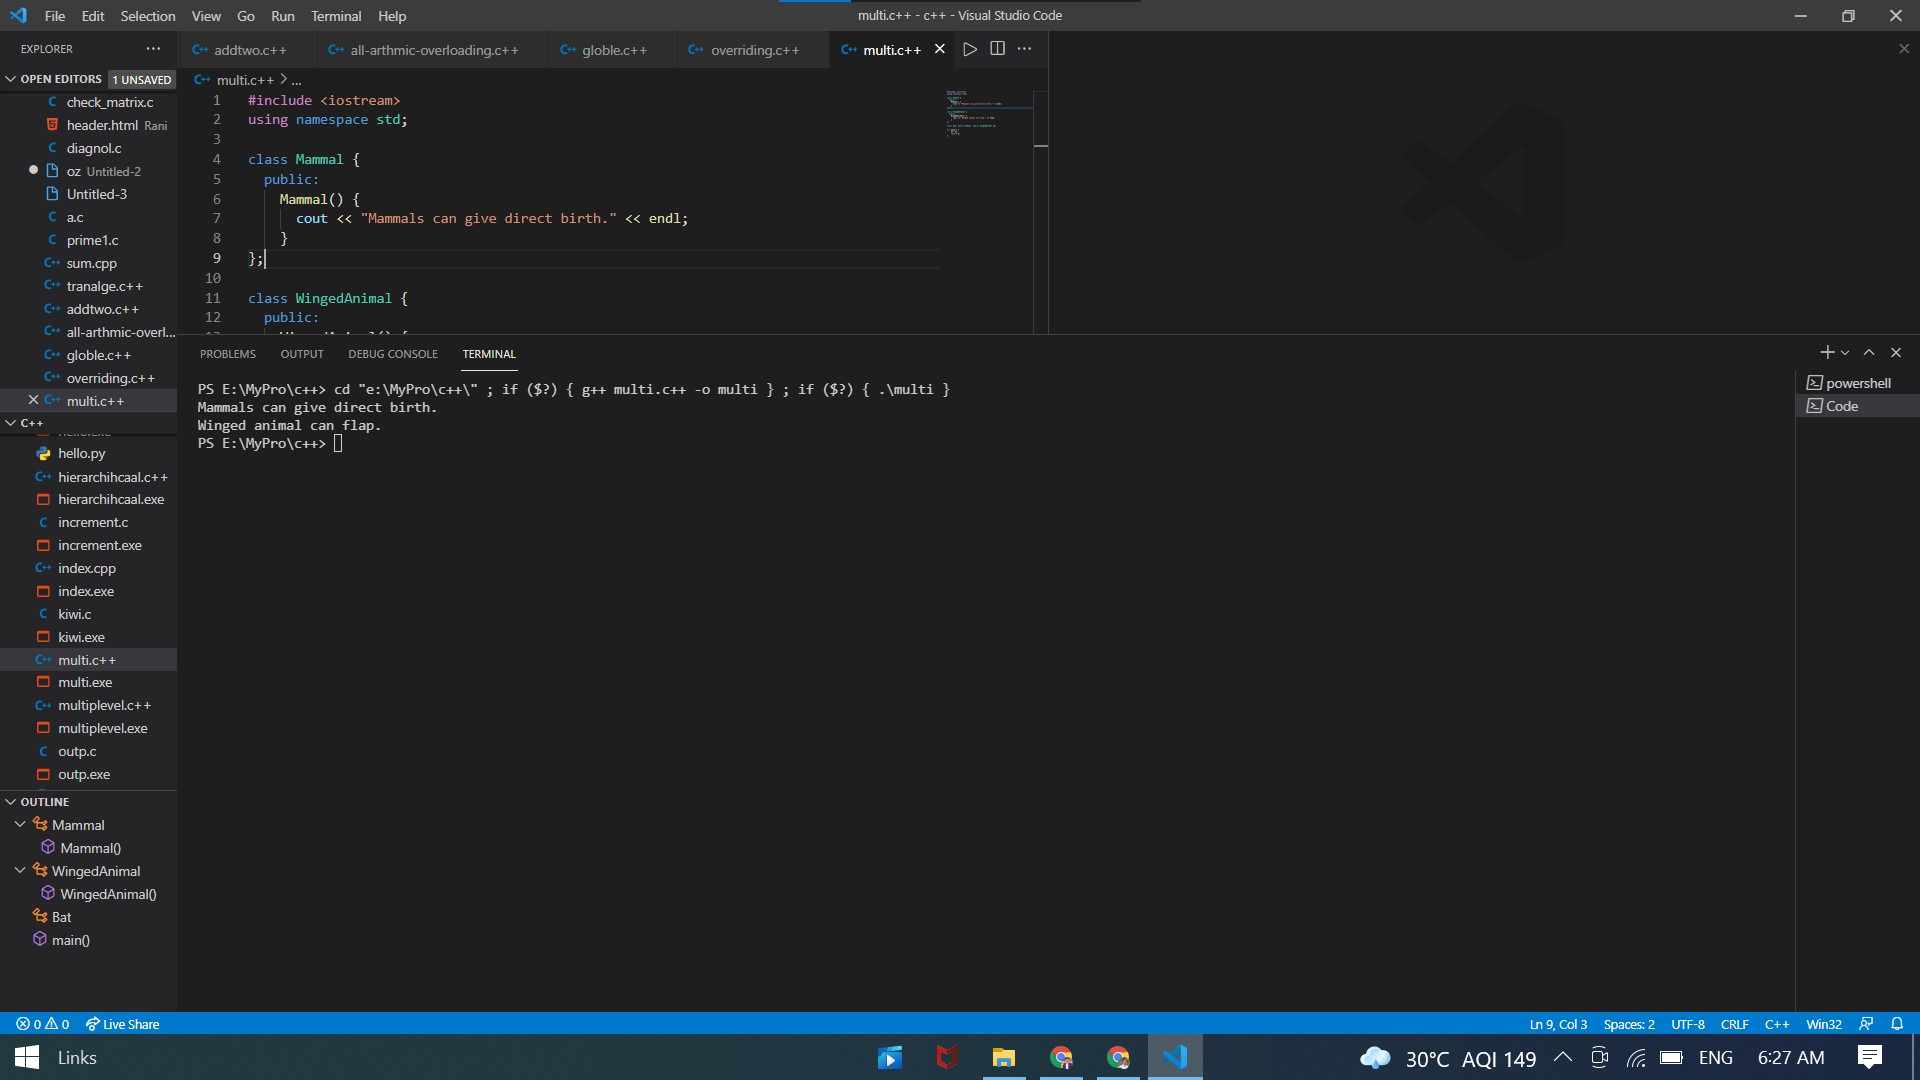 File Edit Selection View Go Run Terminal Help
multi.c++ - c++ - Visual Studio Code
EXPLORER
OPEN EDITORS 1 UNSAVED
check_matrix.c
header.html Rani
diagnol.c
oz Untitled-2
Untitled-3
a.c
prime1.c
sum.cpp
tranalge.c++
addtwo.c++
all-arthmic-overl...
globle.c++
overriding.c++
multi.c++
C++
hello.py
hierarchihcaal.c++
hierarchihcaal.exe
increment.c
increment.exe
index.cpp
index.exe
kiwi.c
kiwi.exe
multi.c++
multi.exe
multiplevel.c++
multiplevel.exe
outp.c
outp.exe
OUTLINE
Mammal
Mammal()
WingedAnimal
WingedAnimal()
Bat
main()
addtwo.c++ all-arthmic-overloading.c++ globle.c++ overriding.c++ multi.c++
multi.c++ > ...
1 #include <iostream>
2 using namespace std;
3
4 class Mammal {
5 public:
6 Mammal() {
7 cout << "Mammals can give direct birth." << endl;
8 }
9 };
10
11 class WingedAnimal {
12 public:
PROBLEMS OUTPUT DEBUG CONSOLE TERMINAL
PS E:\MyPro\c++> cd "e:\MyPro\c++\" ; if ($?) { g++ multi.c++ -o multi } ; if ($?) { .\multi }
Mammals can give direct birth.
Winged animal can flap.
PS E:\MyPro\c++>
powershell
Code
0 0 Live Share
Ln 9, Col 3 Spaces: 2 UTF-8 CRLF C++ Win32
Links
30°C AQI 149 ENG 6:27 AM